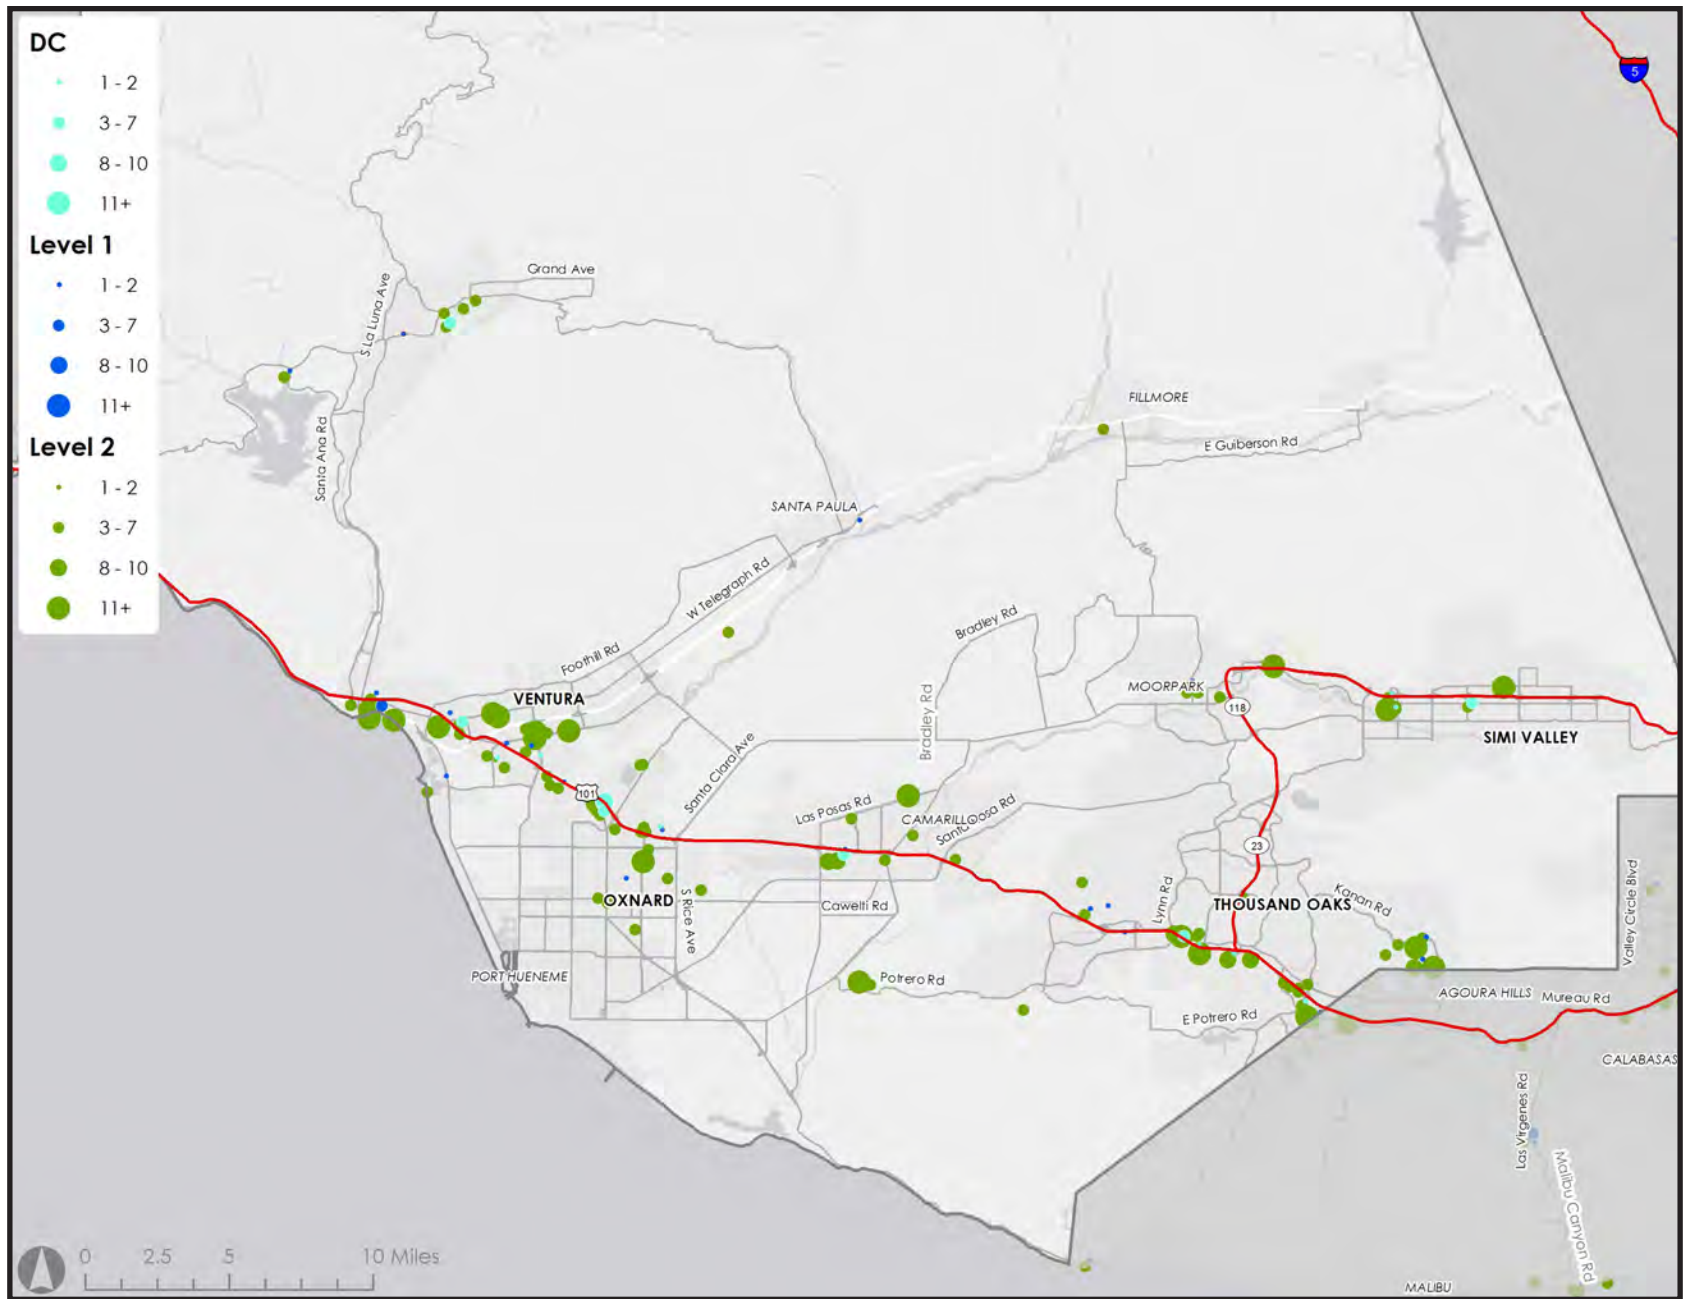 DC
1 - 2
3 - 7
8 - 10
11+
Level 1
1 - 2
3 - 7
8 - 10
11+
Level 2
1 - 2
3 - 7
8 - 10
11+
5
Grand Ave
S La Luna Ave
Santa Ana Rd
FILLMORE
E Guiberson Rd
SANTA PAULA
W Telegraph Rd
Foothill Rd
Bradley Rd
VENTURA
Bradley Rd
MOORPARK
118
SIMI VALLEY
Santa Clara Ave
101
Las Posas Rd
CAMARILLO
Santa Rosa Rd
23
OXNARD
S Rice Ave
Cawelti Rd
Lynn Rd
THOUSAND OAKS
Kanan Rd
Valley Circle Blvd
PORT HUENEME
Potrero Rd
E Potrero Rd
AGOURA HILLS
Mureau Rd
CALABASAS
Las Virgenes Rd
Malibu Canyon Rd
MALIBU
0 2.5 5 10 Miles